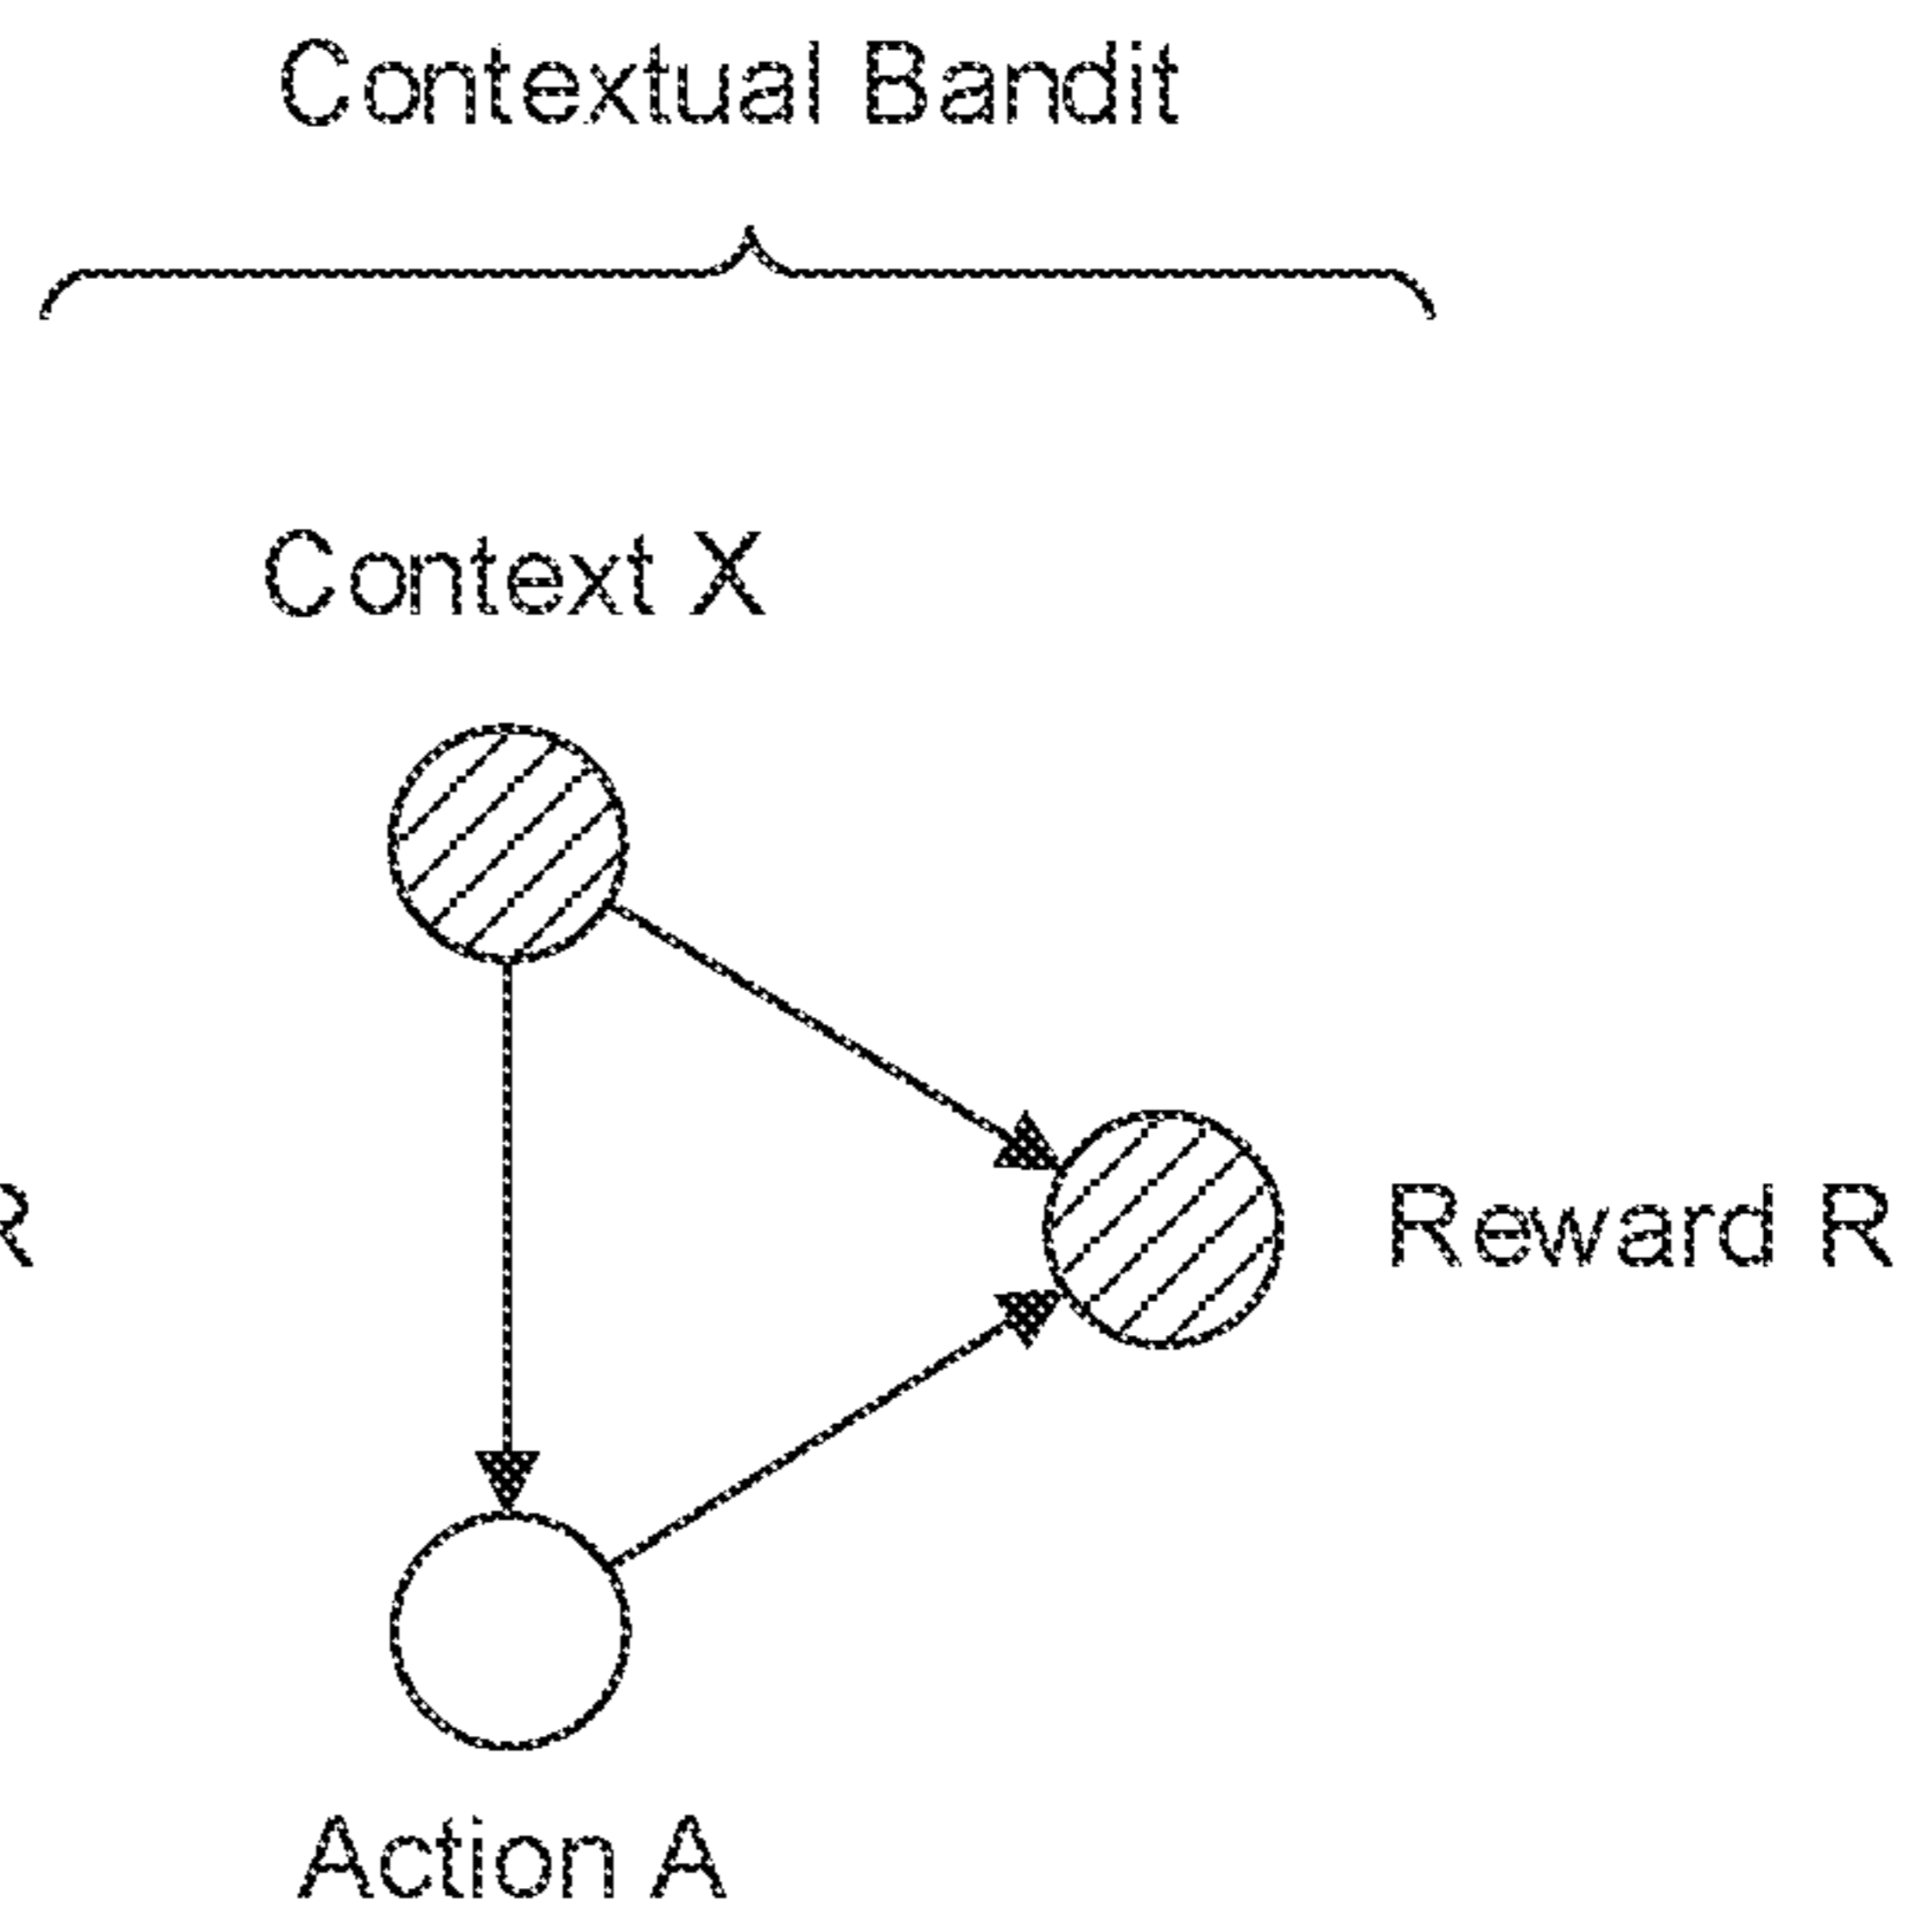 Contextual Bandit
Context X
R
Reward R
Action A